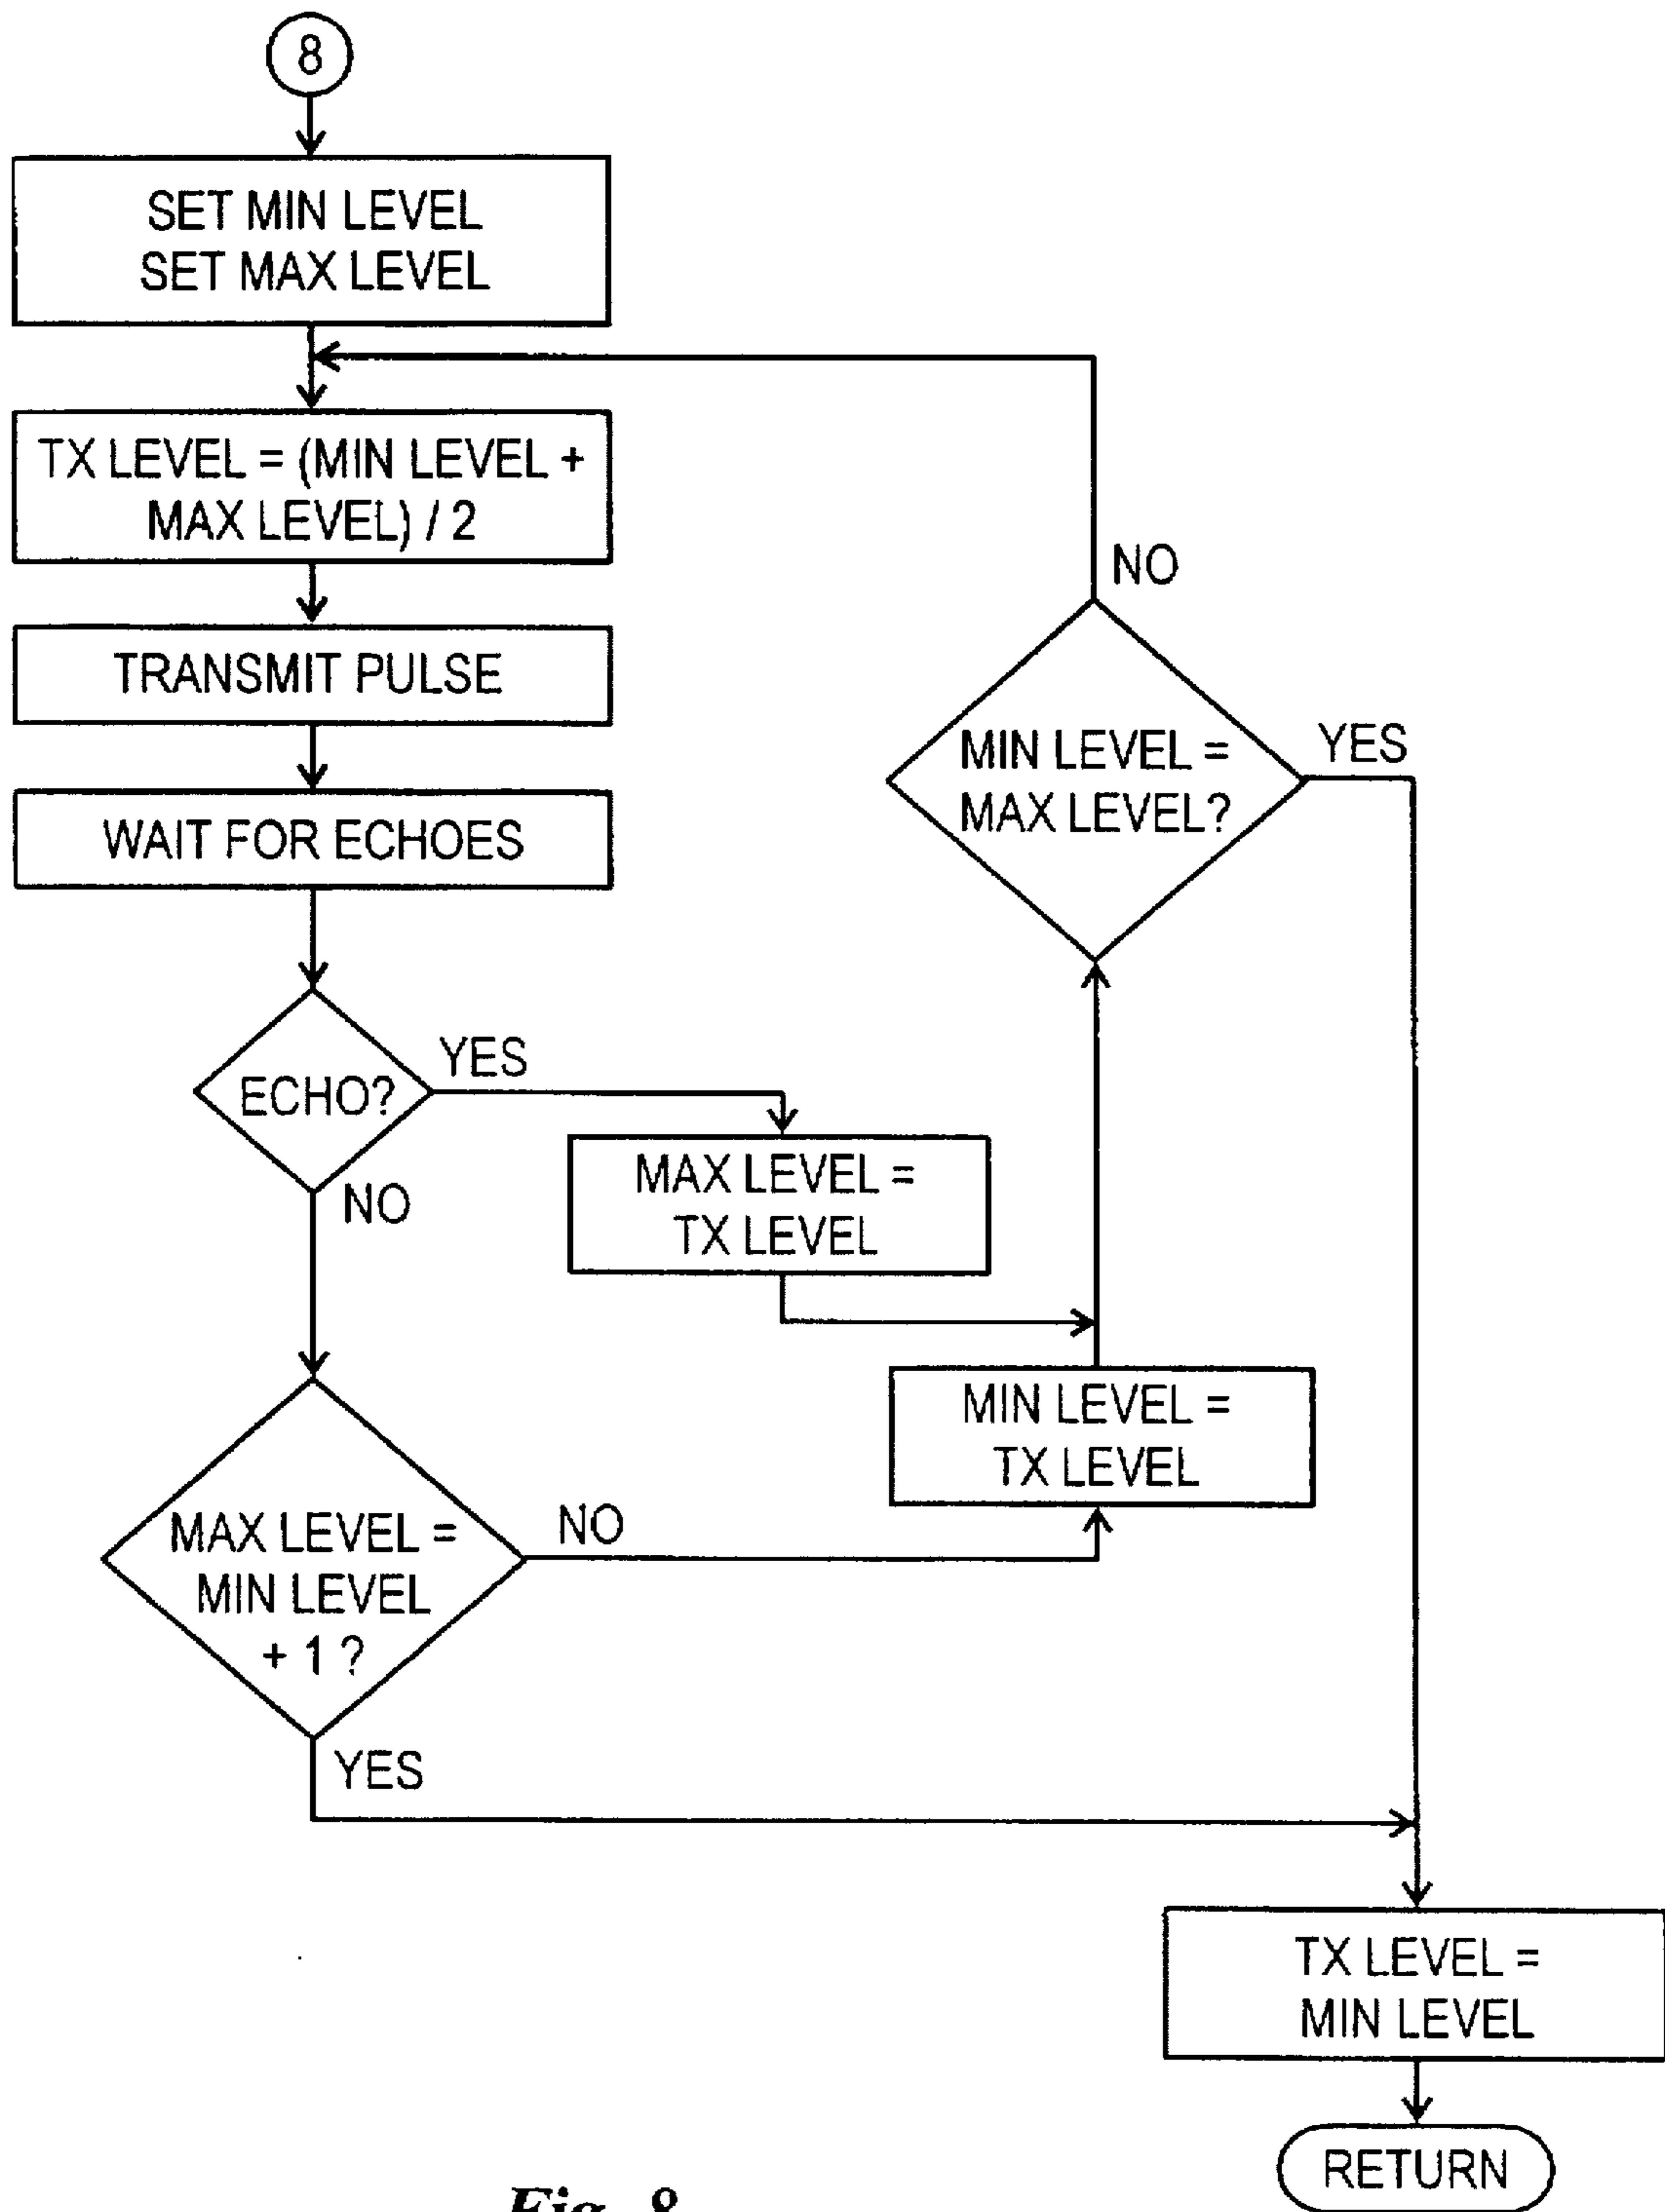 8
SET MIN LEVEL
SET MAX LEVEL
TX LEVEL = (MIN LEVEL +
MAX LEVEL) / 2
TRANSMIT PULSE
WAIT FOR ECHOES
ECHO?
YES
NO
MAX LEVEL =
TX LEVEL
MAX LEVEL =
MIN LEVEL
+ 1 ?
NO
YES
MIN LEVEL =
TX LEVEL
MIN LEVEL =
MAX LEVEL?
NO
YES
TX LEVEL =
MIN LEVEL
RETURN
Fig. 8